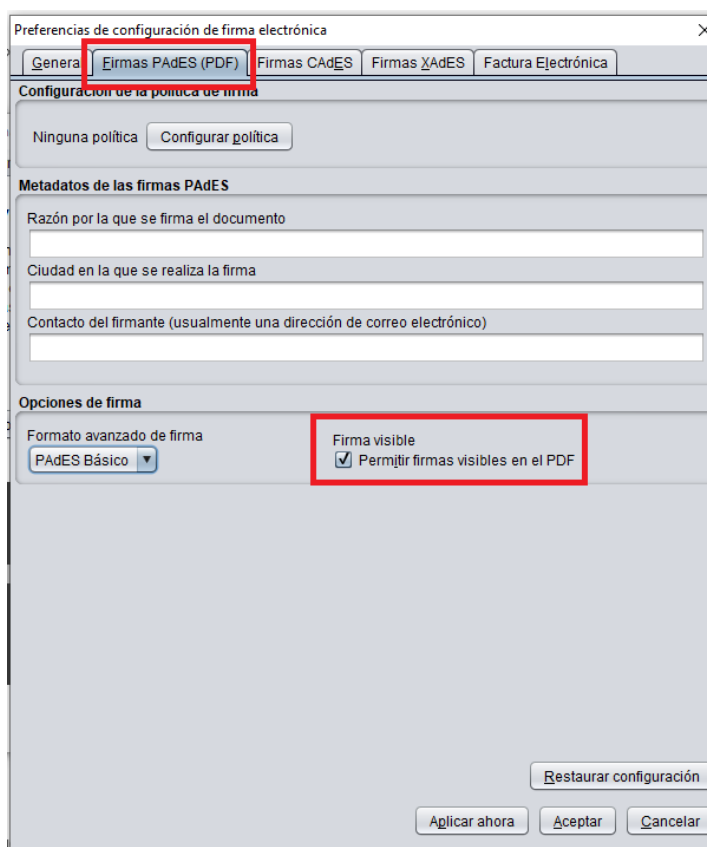 Preferencias de configuración de firma electrónica
General Firmas PAdES (PDF) Firmas CAdES Firmas XAdES Factura Electrónica
Configuración de la política de firma
Ninguna política Configurar política
Metadatos de las firmas PAdES
Razón por la que se firma el documento
Ciudad en la que se realiza la firma
Contacto del firmante (usualmente una dirección de correo electrónico)
Opciones de firma
Formato avanzado de firma
Firma visible
PAdES Básico Permitir firmas visibles en el PDF
Restaurar configuración
Aplicar ahora Aceptar Cancelar